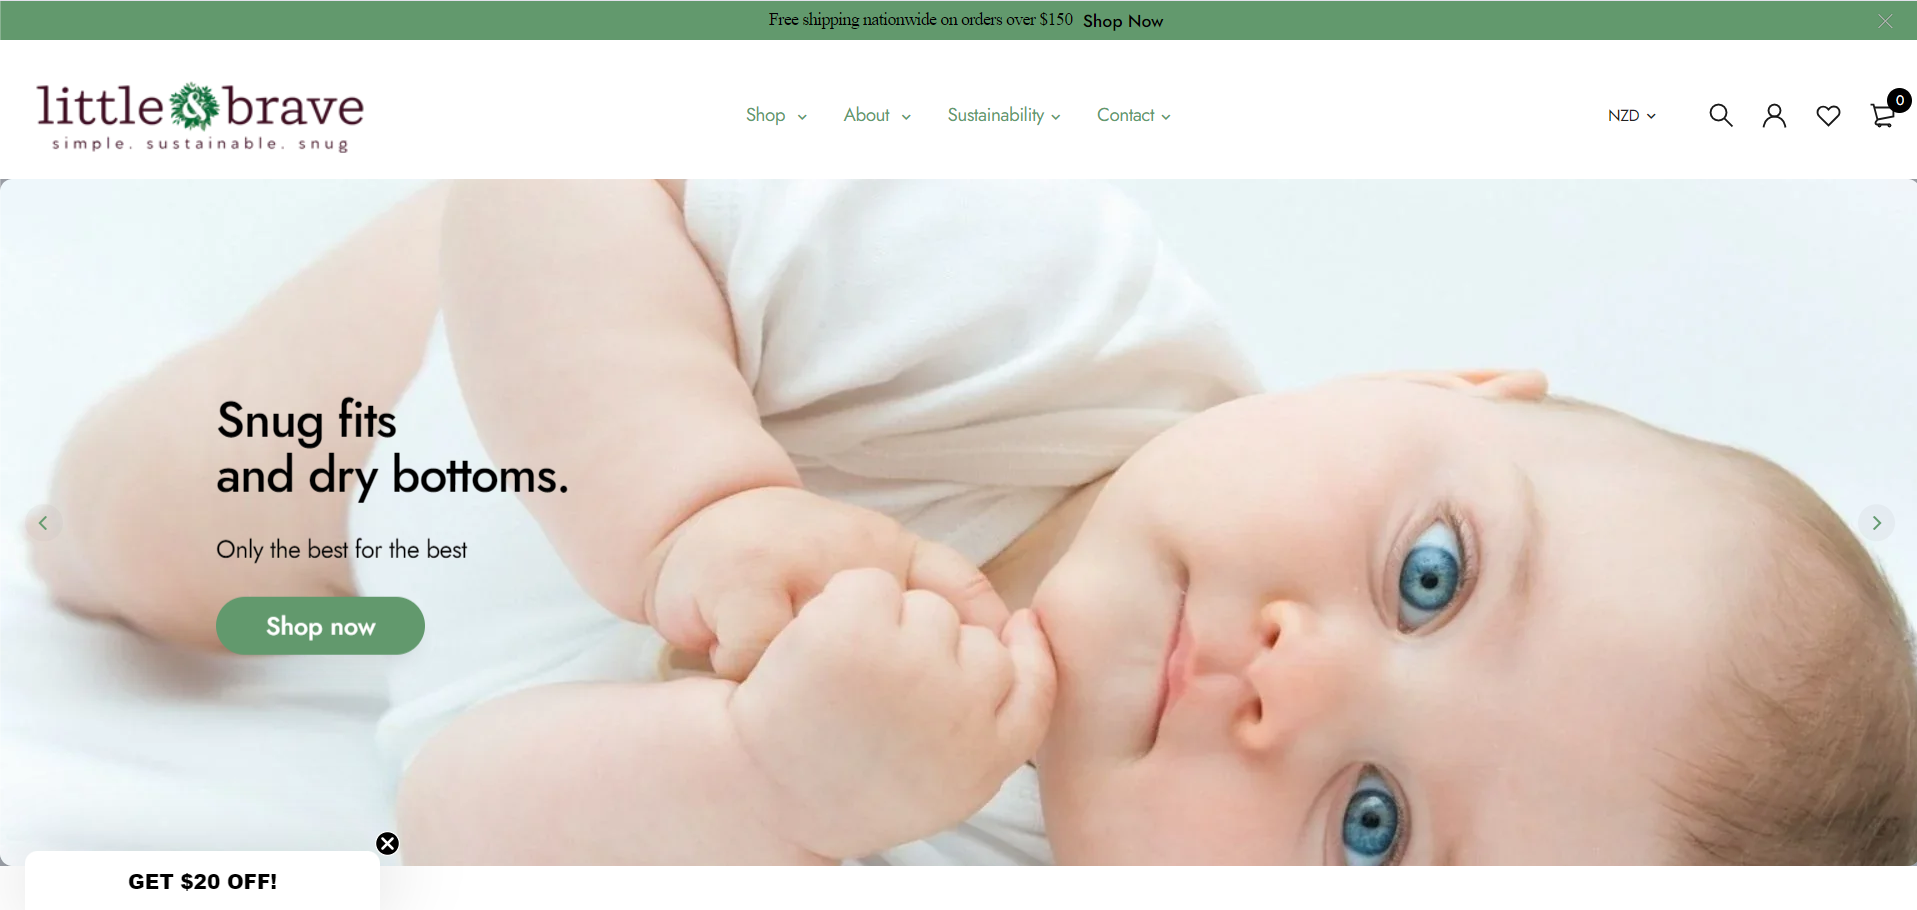 Free shipping nationwide on orders over $150 Shop Now
little & brave
simple. sustainable. snug
Shop About Sustainability Contact
NZD
0
Snug fits
and dry bottoms.
Only the best for the best
Shop now
GET $20 OFF!